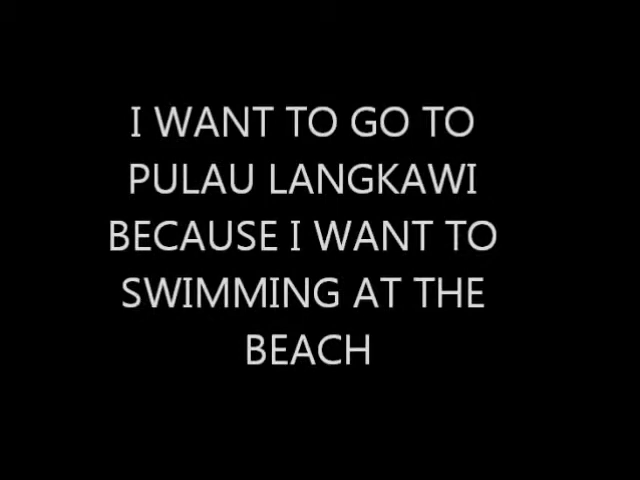 I WANT TO GO TO
PULAU LANGKAWI
BECAUSE I WANT TO
SWIMMING AT THE
BEACH